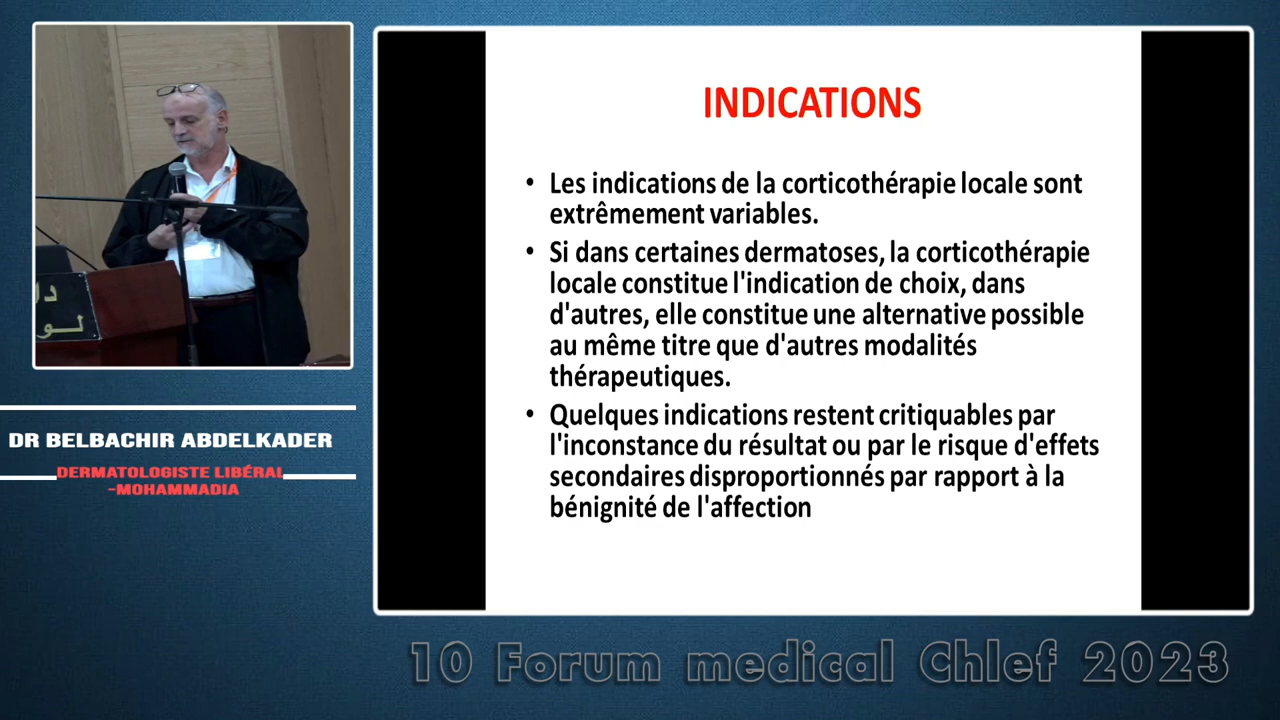 دا
لو
DR BELBACHIR ABDELKADER
DERMATOLOGISTE LIBÉRAL
-MOHAMMADIA
INDICATIONS
• Les indications de la corticothérapie locale sont
extrêmement variables.
• Si dans certaines dermatoses, la corticothérapie
locale constitue l'indication de choix, dans
d'autres, elle constitue une alternative possible
au même titre que d'autres modalités
thérapeutiques.
• Quelques indications restent critiquables par
l'inconstance du résultat ou par le risque d'effets
secondaires disproportionnés par rapport à la
bénignité de l'affection
10 Forum medical Chlef 2023